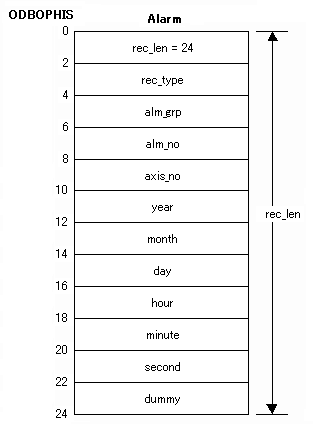 ODBOPHIS
Alarm
0
rec_len = 24
2
rec_type
4
alm_grp
6
alm_no
8
axis_no
10
year
12
month
rec_len
14
day
16
hour
18
minute
20
second
22
dummy
24